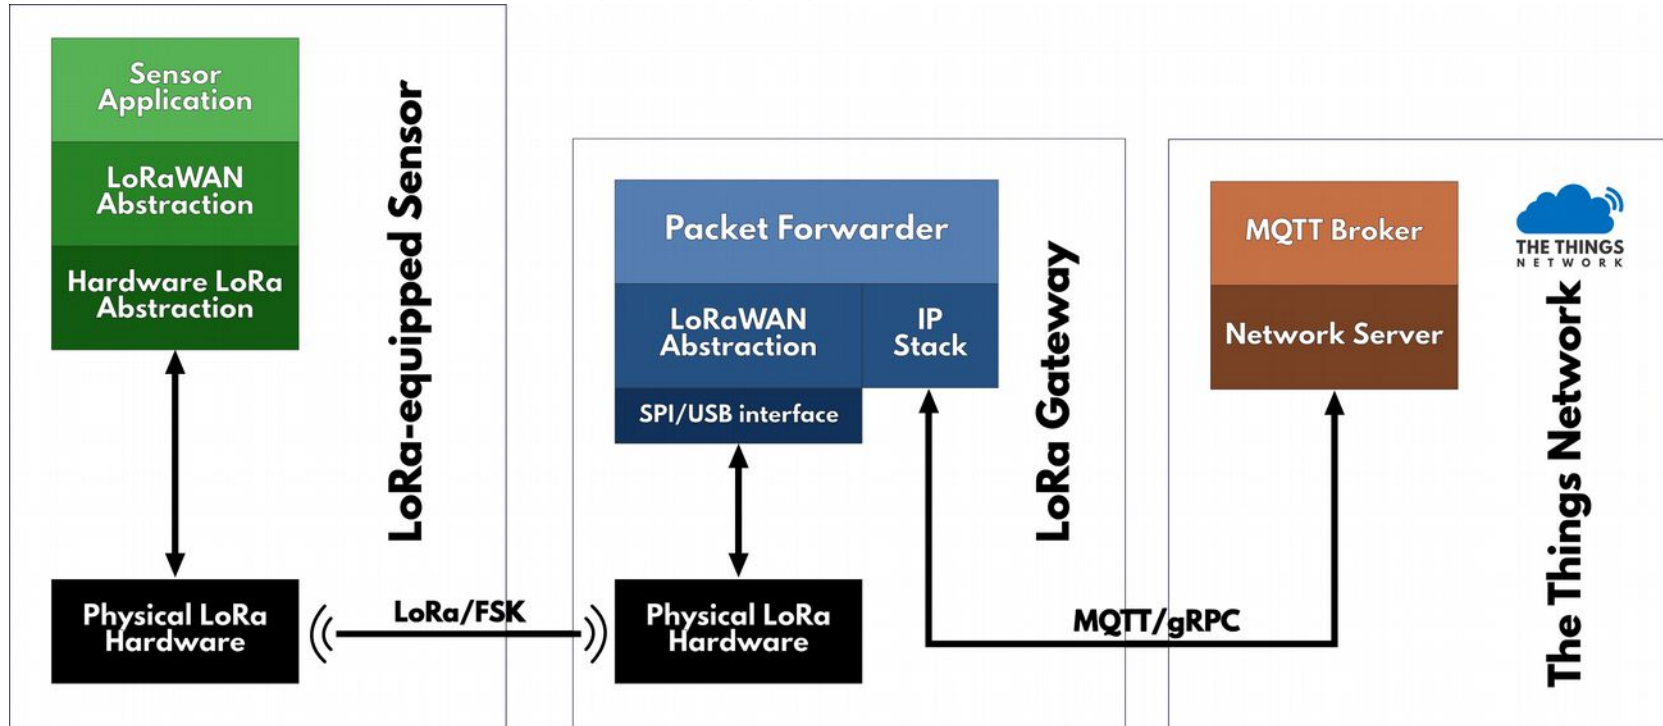 Sensor
Application
LoRaWAN
Abstraction
Hardware LoRa
Abstraction
LoRa-equipped Sensor
Physical LoRa
Hardware
LoRa/FSK
Packet Forwarder
LoRaWAN
Abstraction
IP
Stack
SPI/USB interface
LoRa Gateway
Physical LoRa
Hardware
MQTT/gRPC
MQTT Broker
Network Server
THE THINGS
NETWORK
The Things Network